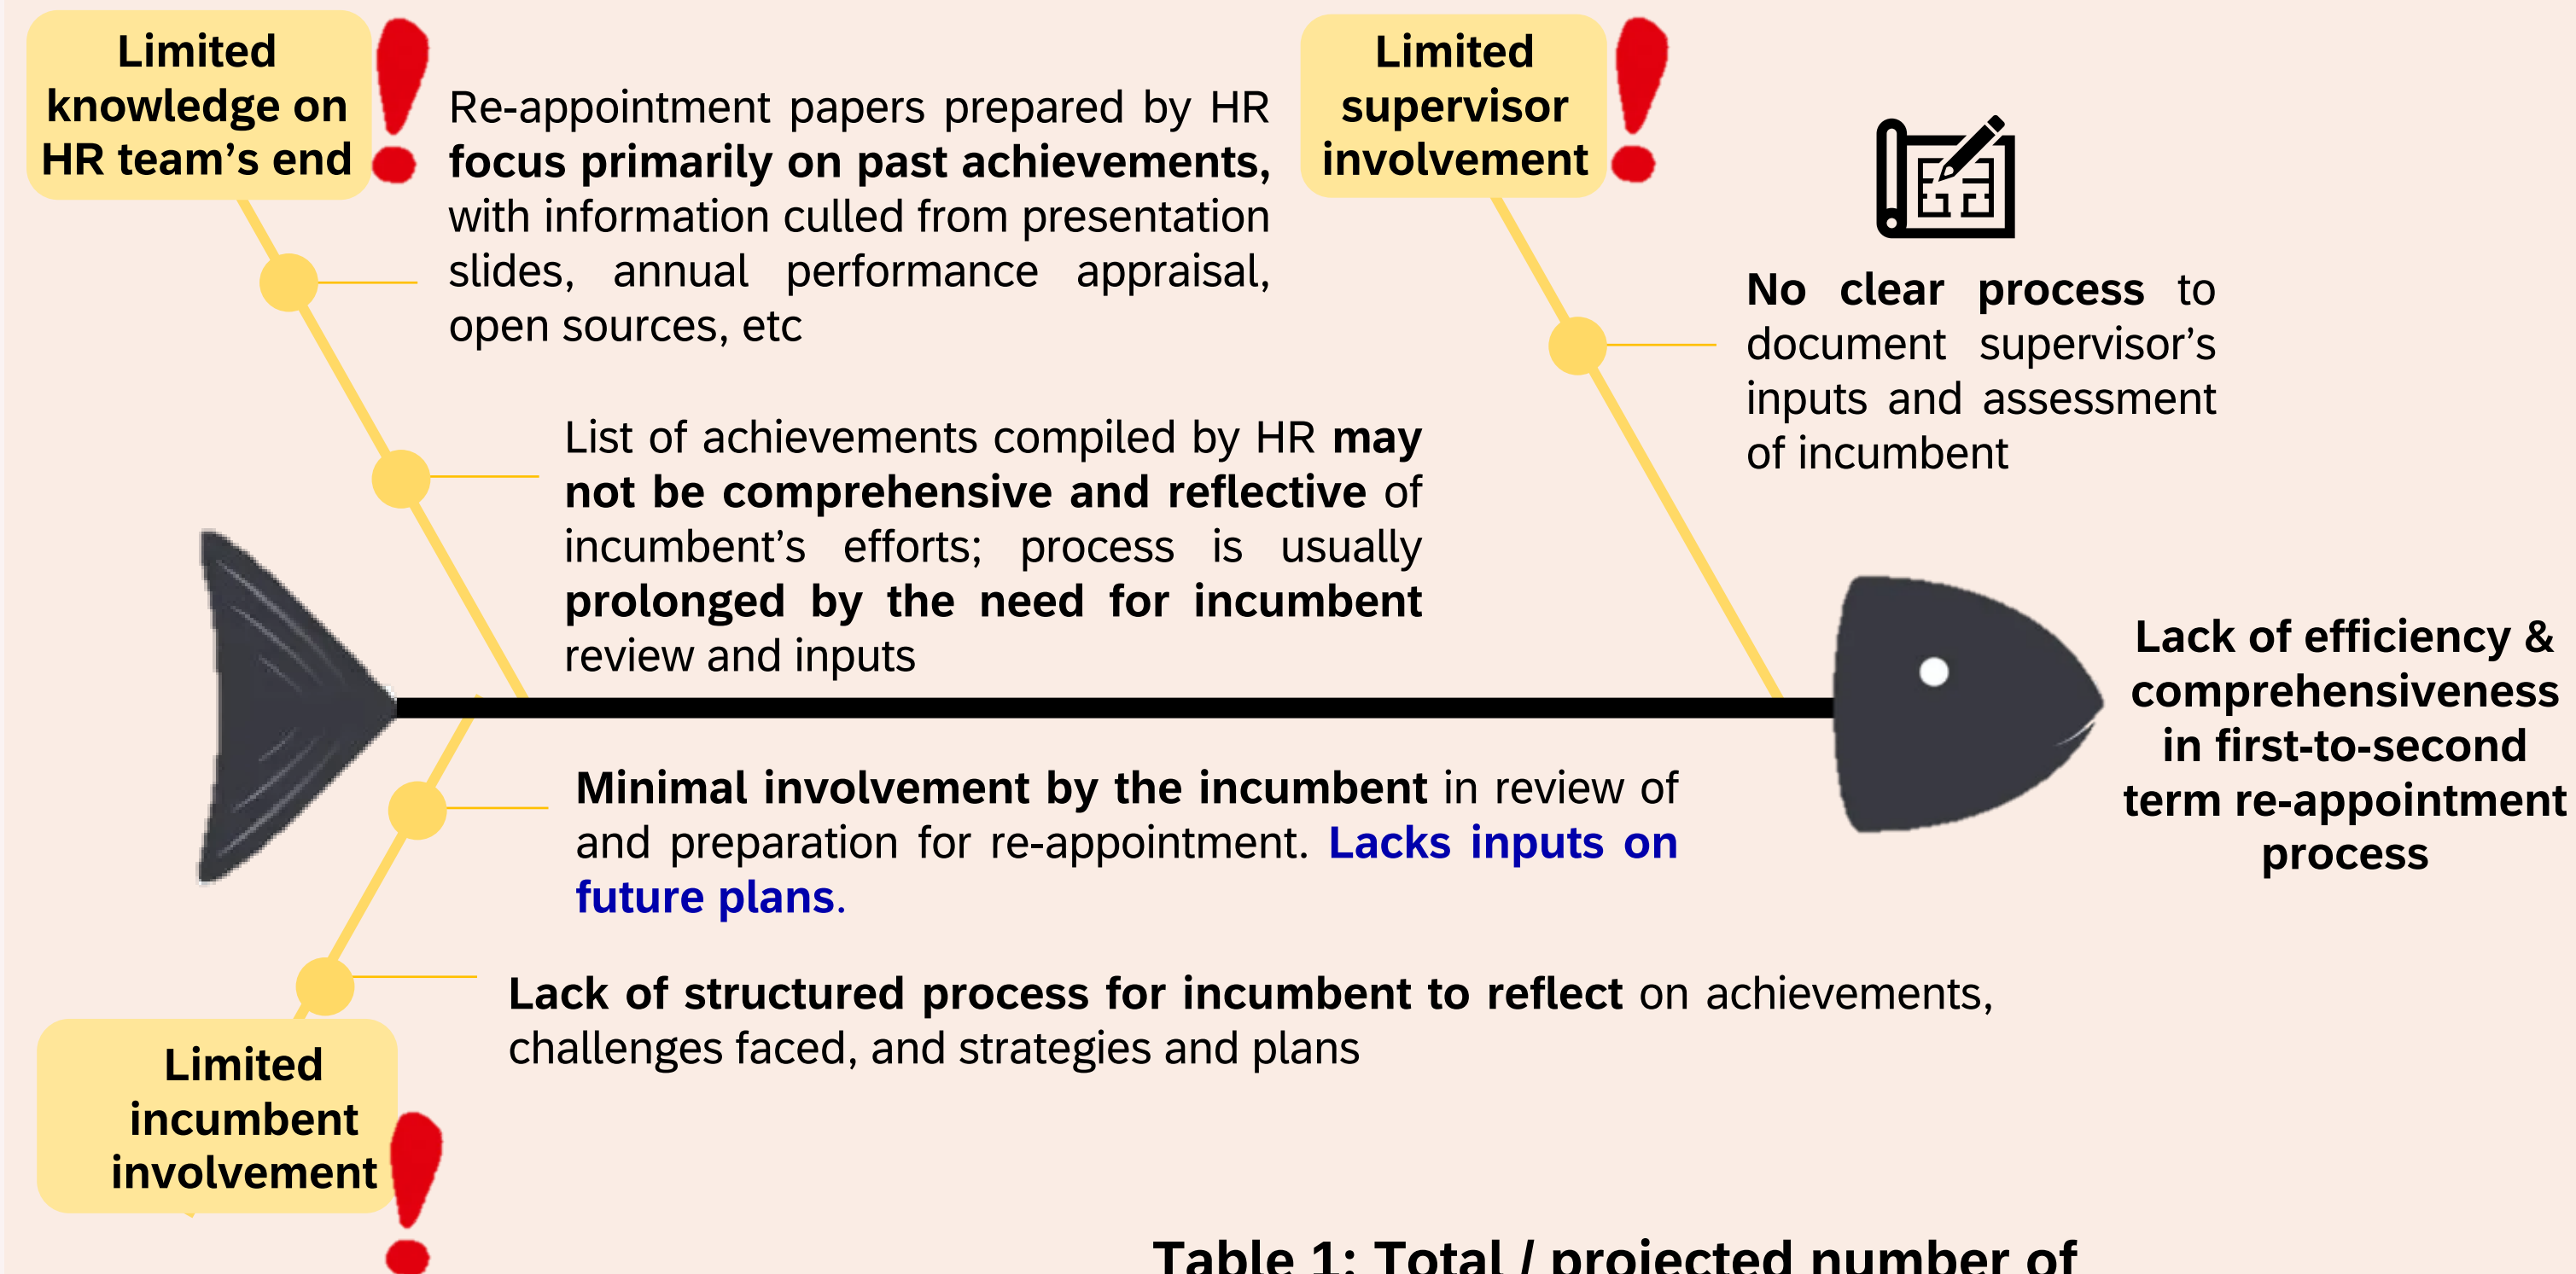 Limited
knowledge on
HR team's end
Re-appointment papers prepared by HR
focus primarily on past achievements,
with information culled from presentation
slides, annual performance appraisal,
open sources, etc
Limited
supervisor
involvement
No clear process to
document supervisor's
inputs and assessment
of incumbent
List of achievements compiled by HR may
not be comprehensive and reflective of
incumbent's efforts; process is usually
prolonged by the need for incumbent
review and inputs
Lack of efficiency &
comprehensiveness
in first-to-second
term re-appointment
process
Minimal involvement by the incumbent in review of
and preparation for re-appointment. Lacks inputs on
future plans.
Lack of structured process for incumbent to reflect on achievements,
challenges faced, and strategies and plans
Limited
incumbent
involvement
Table 1: Total / projected number of